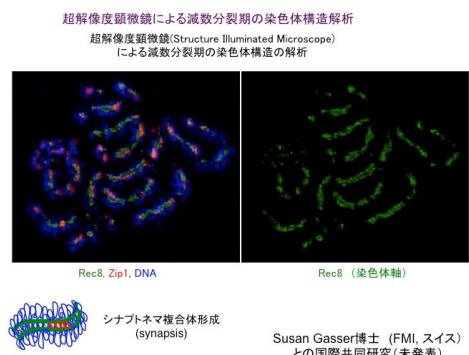 超解像度顕微鏡による減数分裂期の染色体構造解析
超解像度顕微鏡(Structure Illuminated Microscope)
による減数分裂期の染色体構造の解析
Rec8, Zip1, DNA
Rec8 （染色体軸）
シナプトネマ複合体形成
(synapsis)
Susan Gasser博士 (FMI, スイス)
との国際共同研究(未発表)